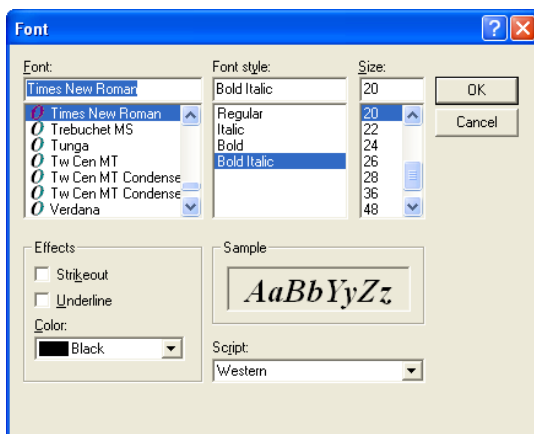 Font
Font:
Times New Roman
Times New Roman
Trebuchet MS
Tunga
Tw Cen MT
Tw Cen MT Condense
Tw Cen MT Condense
Verdana
Font style:
Bold Italic
Regular
Italic
Bold
Bold Italic
Size:
20
20
22
24
26
28
36
48
OK
Cancel
Effects
Strikeout
Underline
Color:
Black
Sample
AaBbYyZz
Script:
Western